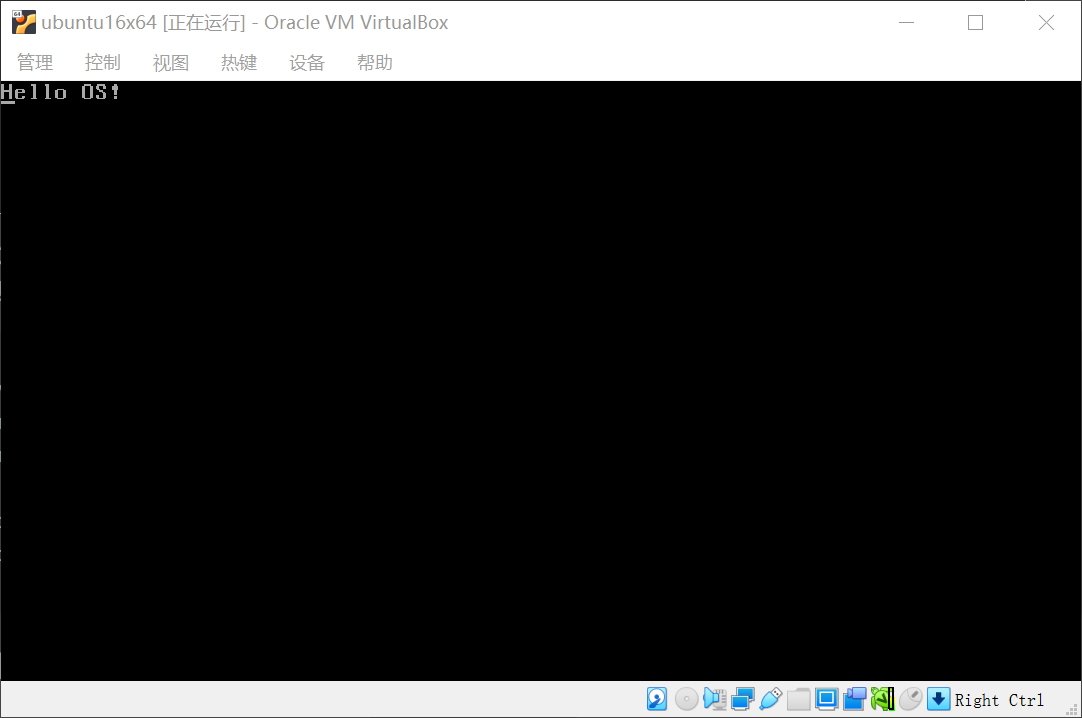 ubuntu16x64 [正在运行] - Oracle VM VirtualBox
管理 控制 视图 热键 设备 帮助
Hello OS!
Right Ctrl